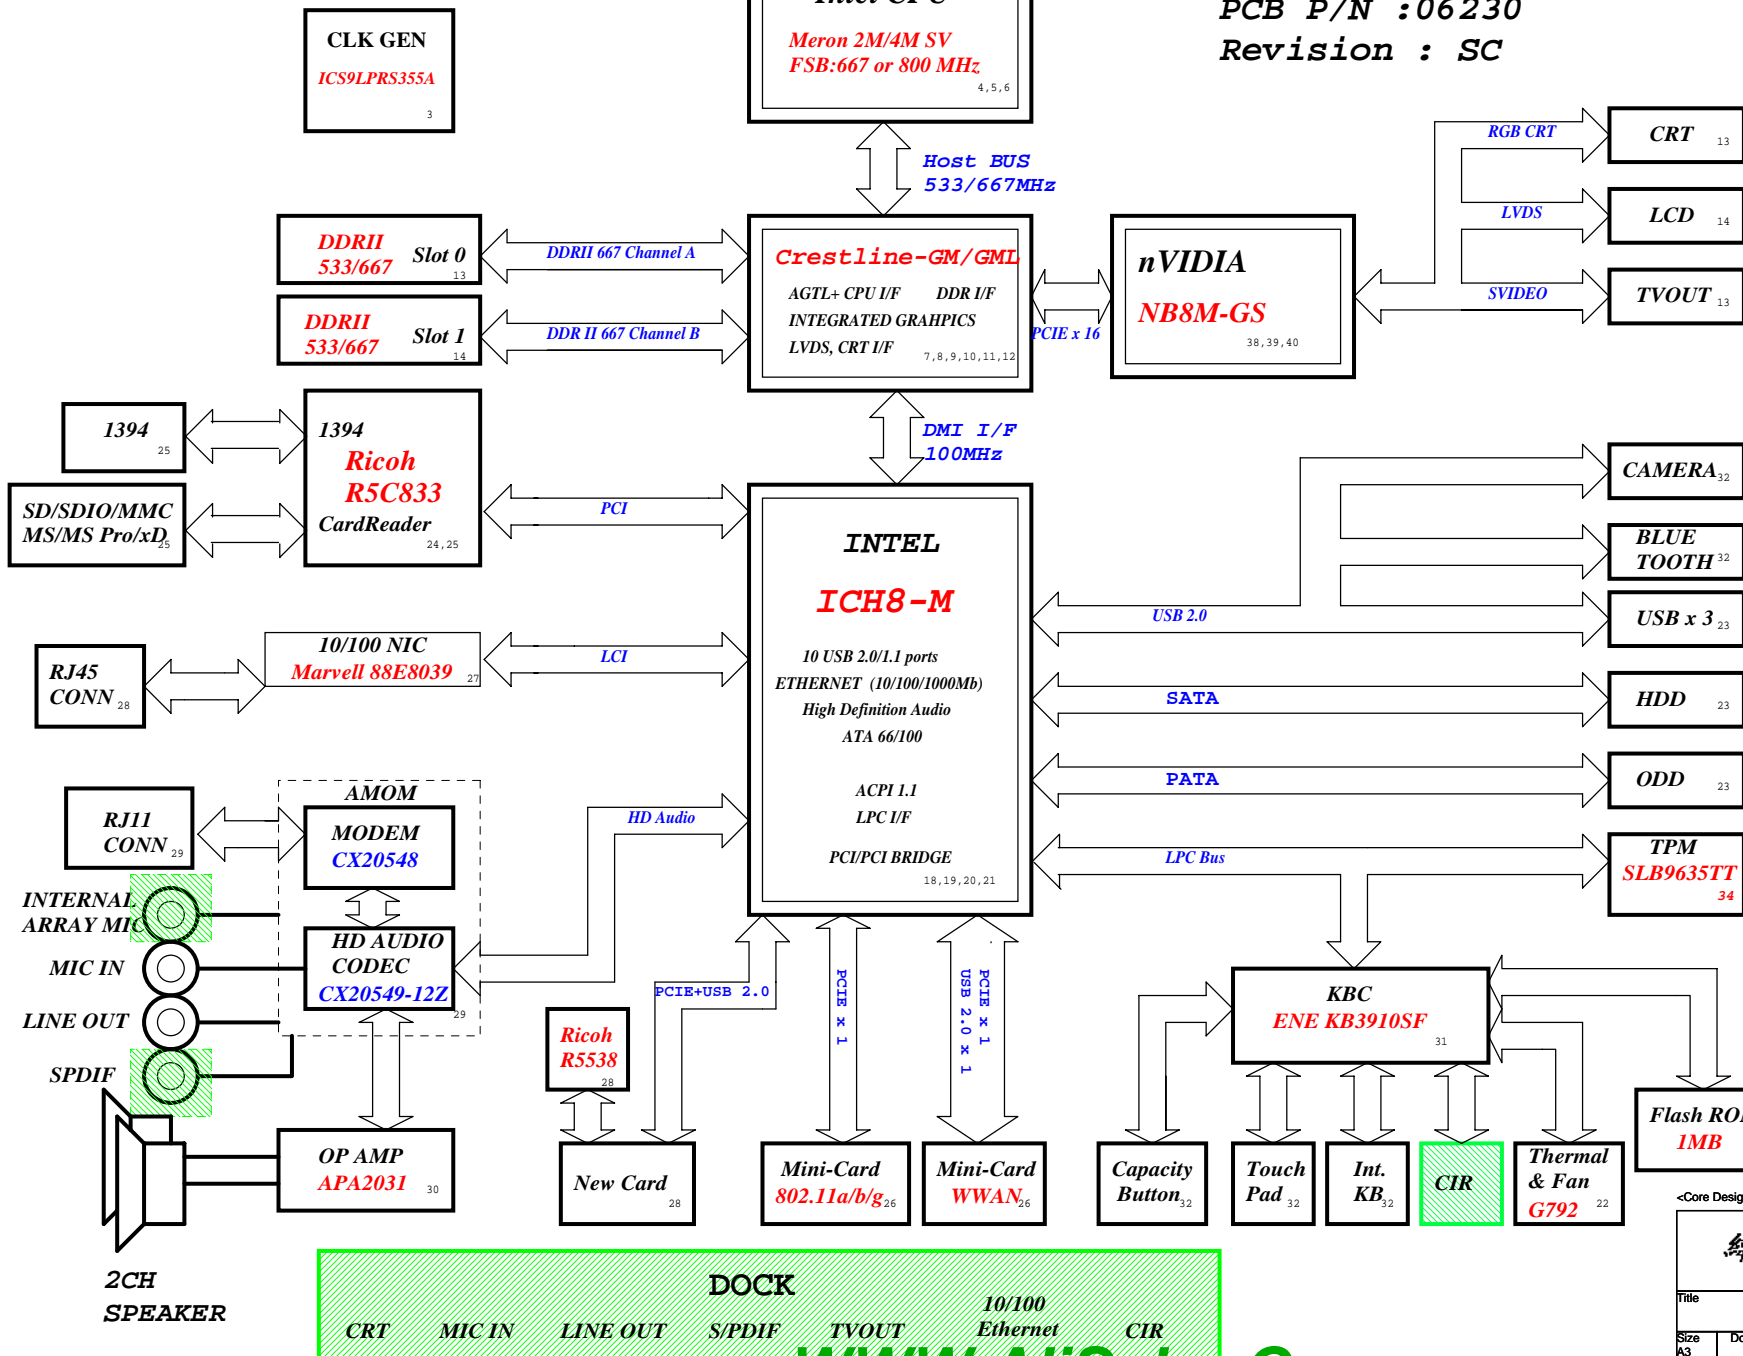 PCB P/N :06230
Revision : SC
CLK GEN
ICS9LPRS355A
3
Intel CPU
Meron 2M/4M SV
FSB:667 or 800 MHz
4,5,6
Host BUS
533/667MHz
DDRII
533/667
Slot 0
13
DDRII 667 Channel A
DDRII
533/667
Slot 1
14
DDR II 667 Channel B
Crestline-GM/GML
AGTL+ CPU I/F DDR I/F
INTEGRATED GRAHPICS
LVDS, CRT I/F
7,8,9,10,11,12
PCIE x 16
nVIDIA
NB8M-GS
38,39,40
RGB CRT
CRT 13
LVDS
LCD 14
SVIDEO
TVOUT 13
DMI I/F
100MHz
1394
25
1394
Ricoh
R5C833
CardReader
24,25
SD/SDIO/MMC
MS/MS Pro/xD
25
PCI
INTEL
ICH8-M
10 USB 2.0/1.1 ports
ETHERNET (10/100/1000Mb)
High Definition Audio
ATA 66/100
ACPI 1.1
LPC I/F
PCI/PCI BRIDGE
18,19,20,21
CAMERA 32
BLUE
TOOTH 32
USB 2.0
USB x 3 23
RJ45
CONN 28
10/100 NIC
Marvell 88E8039 27
LCI
SATA
HDD 23
PATA
ODD 23
LPC Bus
TPM
SLB9635TT
34
RJ11
CONN 29
AMOM
MODEM
CX20548
HD Audio
HD AUDIO
CODEC
CX20549-12Z
29
INTERNAL
ARRAY MIC
MIC IN
LINE OUT
SPDIF
OP AMP
APA2031 30
2CH
SPEAKER
Ricoh
R5538
28
PCIE+USB 2.0
New Card
28
PCIE x 1
Mini-Card
802.11a/b/g 26
PCIE x 1
USB 2.0 x 1
Mini-Card
WWAN 26
KBC
ENE KB3910SF
31
Capacity
Button 32
Touch
Pad 32
Int.
KB 32
CIR
Thermal
& Fan
G792 22
1MB
DOCK
CRT MIC IN LINE OUT S/PDIF TVOUT 10/100 Ethernet CIR
Title
Size
A3